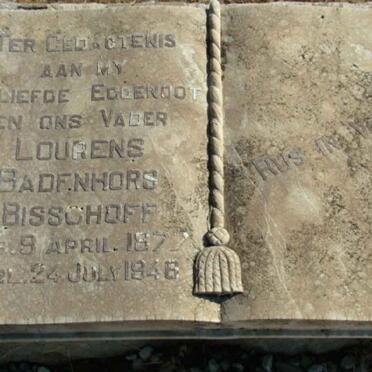 TER GEDAGTENIS
AAN MY
LIEFDE EGGENOOT
EN ONS VADER
LOURENS
BADENHORS
BISSCHOFF
9 APRIL 187
24 JULY 1946
RUS IN